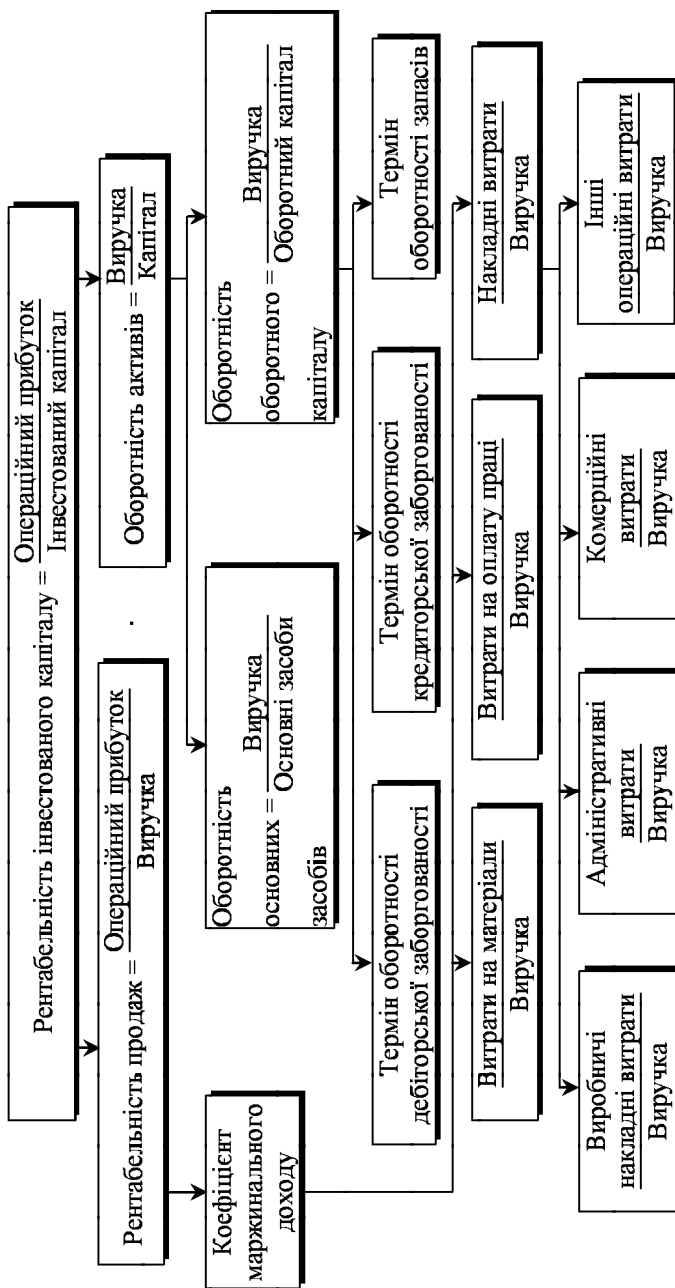 Рентабельність інвестованого капіталу = Операційний прибуток
Інвестований капітал
Рентабельність продаж = Операційний прибуток
Виручка
.
Оборотність активів = Виручка
Капітал
Коефіцієнт
маржинального
доходу
Оборотність
основних = Виручка
Основні засоби
засобів
Оборотність
оборотного = Виручка
Оборотний капітал
капіталу
Термін оборотності
дебіторської заборгованості
Термін оборотності
кредиторської заборгованості
Термін
оборотності запасів
Витрати на матеріали
Виручка
Витрати на оплату праці
Виручка
Накладні витрати
Виручка
Виробничі
накладні витрати
Виручка
Адміністративні
витрати
Виручка
Комерційні
витрати
Виручка
Інші
операційні витрати
Виручка